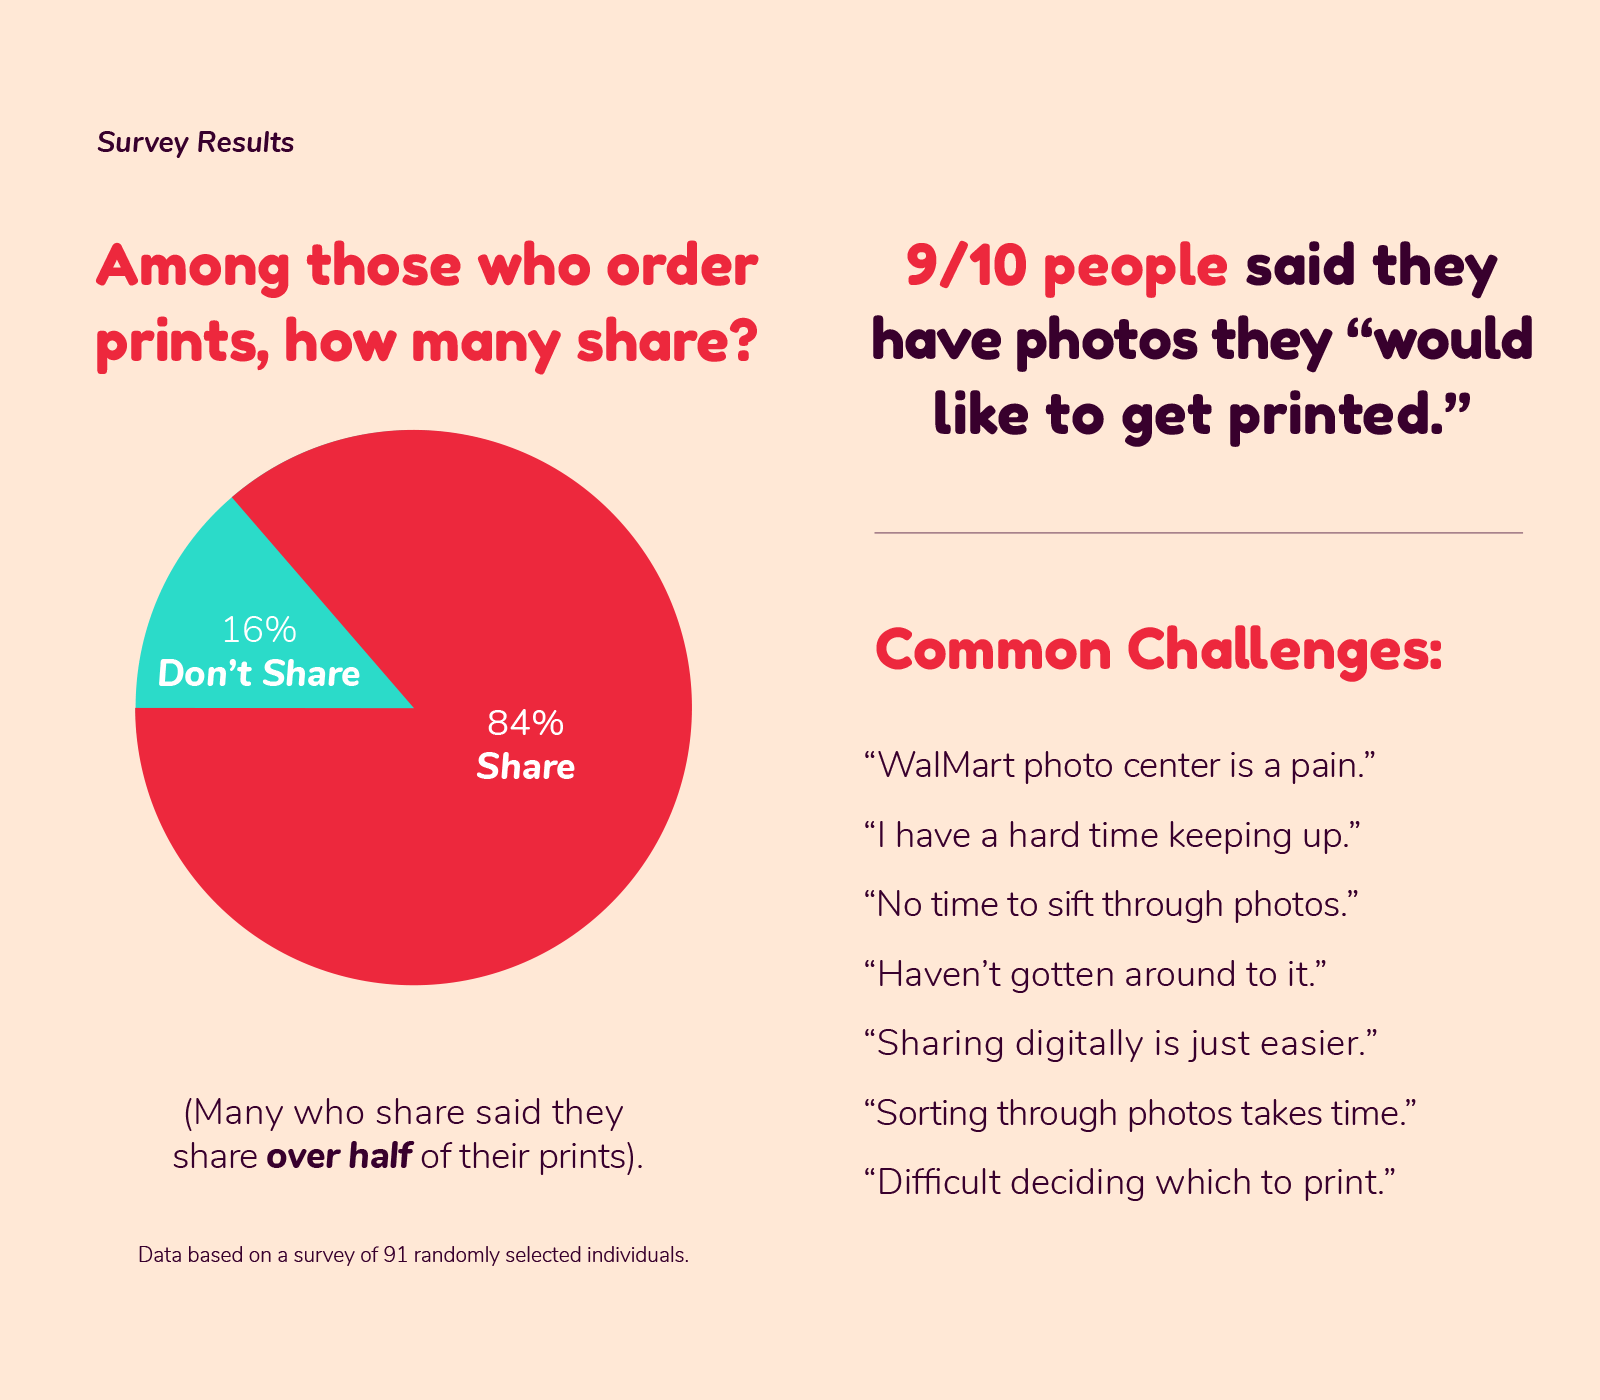 Survey Results
Among those who order
prints, how many share?
16%
Don’t Share
84%
Share
(Many who share said they
share over half of their prints).
Data based on a survey of 91 randomly selected individuals.
9/10 people said they
have photos they “would
like to get printed.”
Common Challenges:
“WalMart photo center is a pain.”
“I have a hard time keeping up.”
“No time to sift through photos.”
“Haven’t gotten around to it.”
“Sharing digitally is just easier.”
“Sorting through photos takes time.”
“Difficult deciding which to print.”